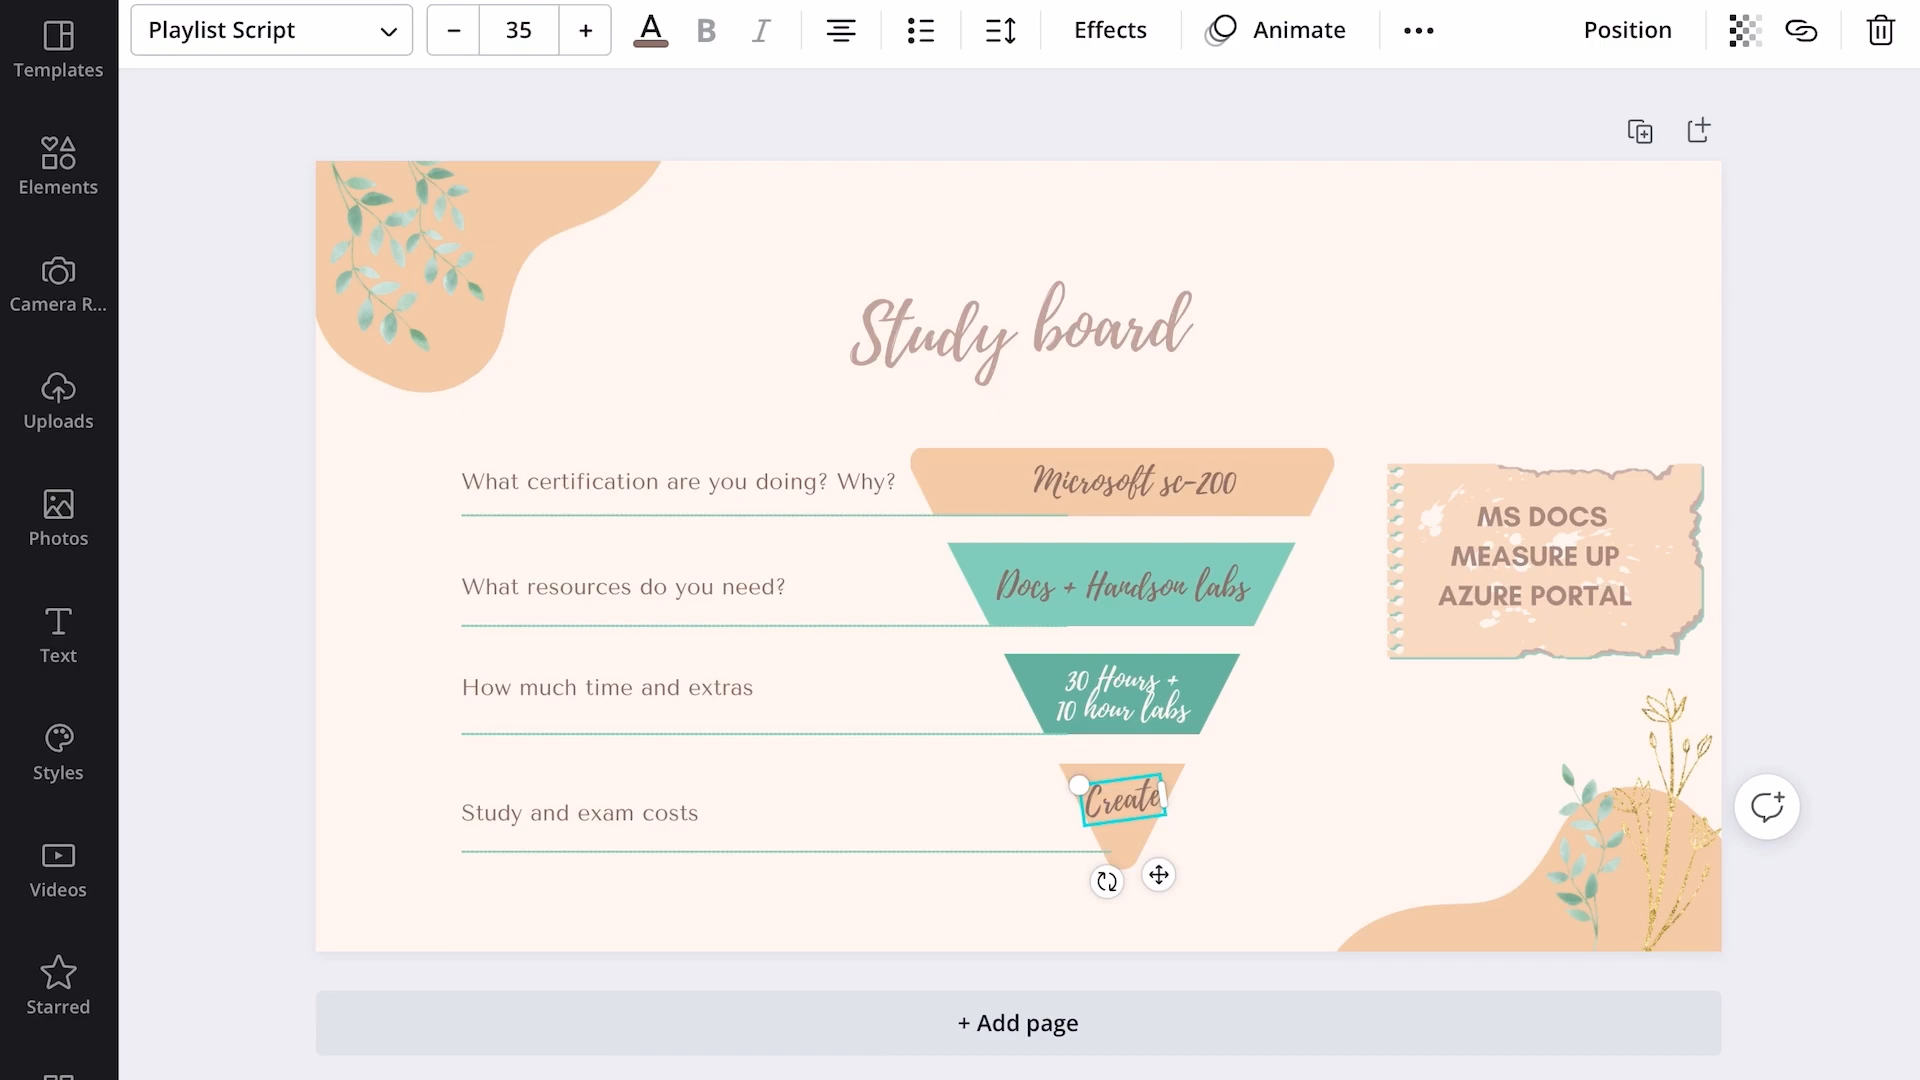 Playlist Script
− 35 +
A B I
Effects
Animate
Position
Templates
Elements
Camera R...
Uploads
Photos
Text
Styles
Videos
Starred
Study board
What certification are you doing? Why?
Microsoft sc-200
What resources do you need?
Docs + Handson labs
How much time and extras
30 Hours +
10 hour labs
Study and exam costs
Create
MS DOCS
MEASURE UP
AZURE PORTAL
+ Add page